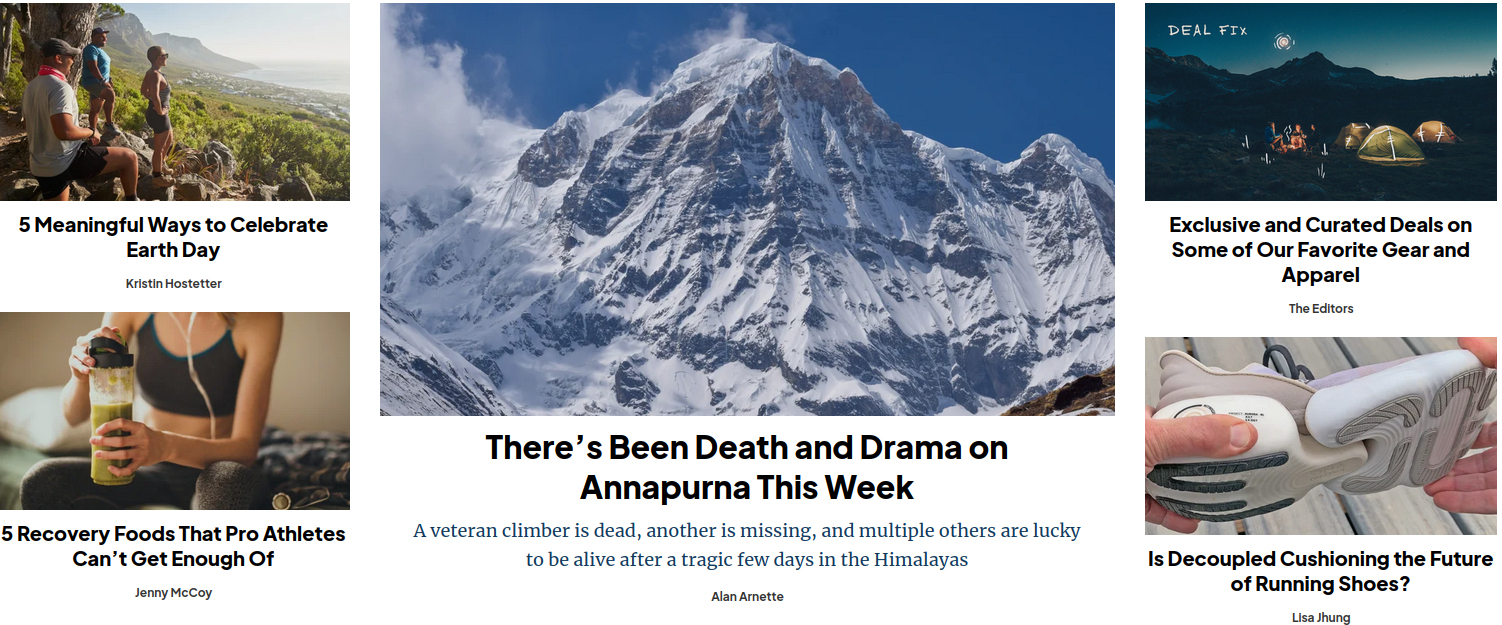 5 Meaningful Ways to Celebrate
Earth Day
Kristin Hostetter
5 Recovery Foods That Pro Athletes
Can’t Get Enough Of
Jenny McCoy
There’s Been Death and Drama on
Annapurna This Week
A veteran climber is dead, another is missing, and multiple others are lucky
to be alive after a tragic few days in the Himalayas
Alan Arnette
DEAL FIX
Exclusive and Curated Deals on
Some of Our Favorite Gear and
Apparel
The Editors
Is Decoupled Cushioning the Future
of Running Shoes?
Lisa Jhung